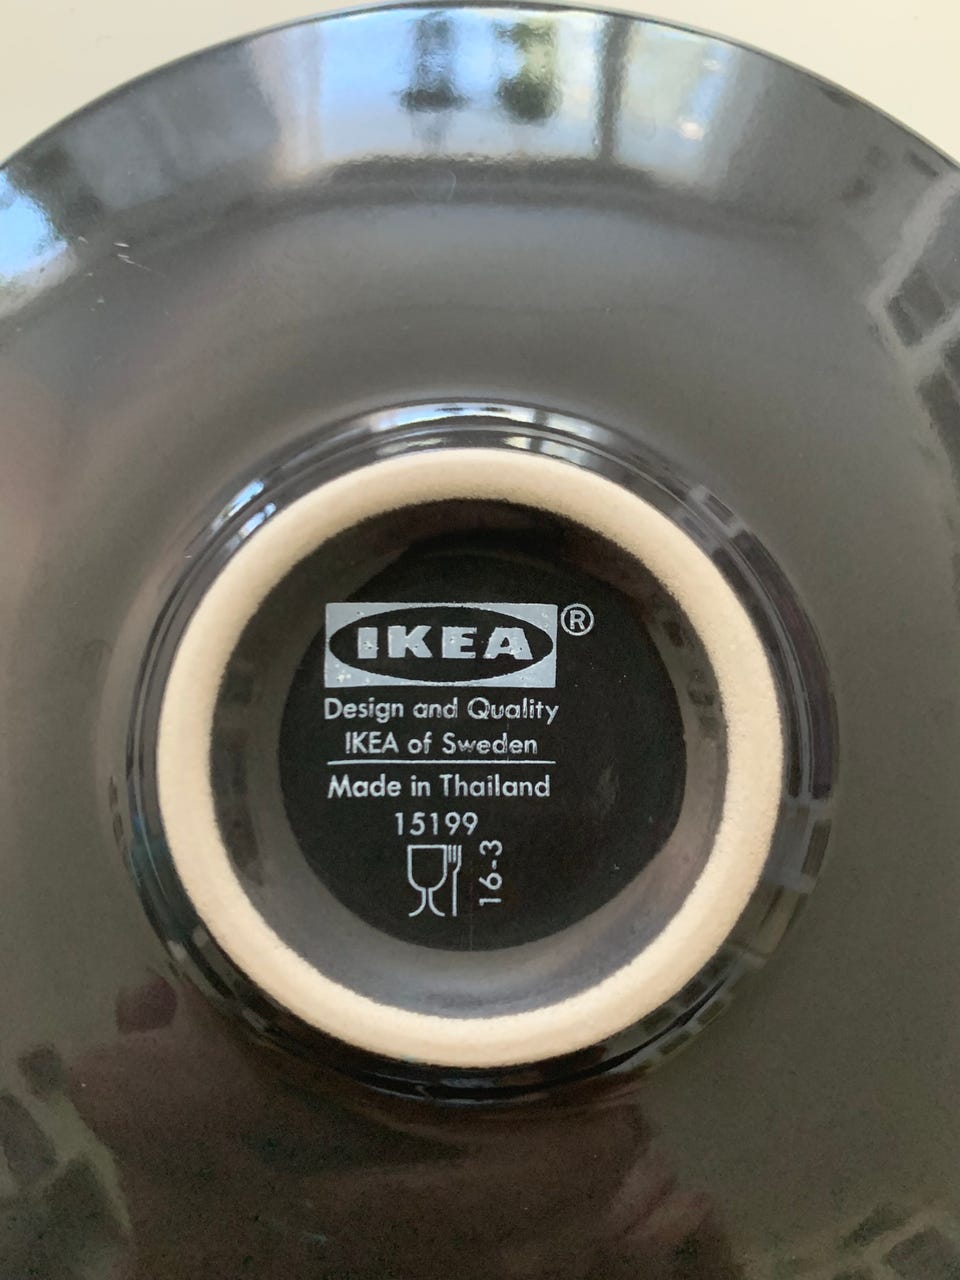 IKEA®
Design and Quality
IKEA of Sweden
Made in Thailand
15199
16-3